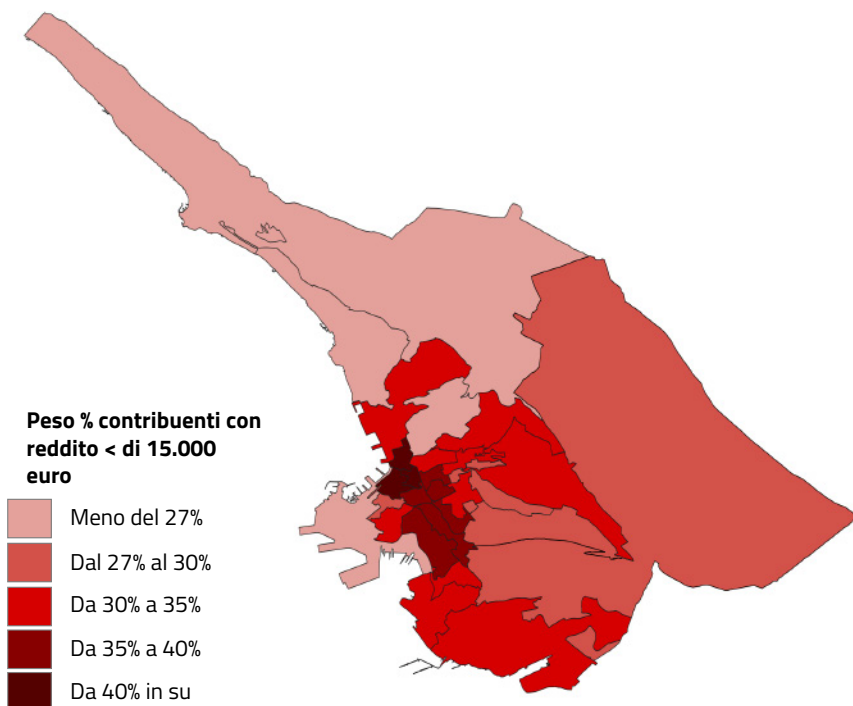 Peso % contribuenti con
reddito < di 15.000
euro
Meno del 27%
Dal 27% al 30%
Da 30% a 35%
Da 35% a 40%
Da 40% in su